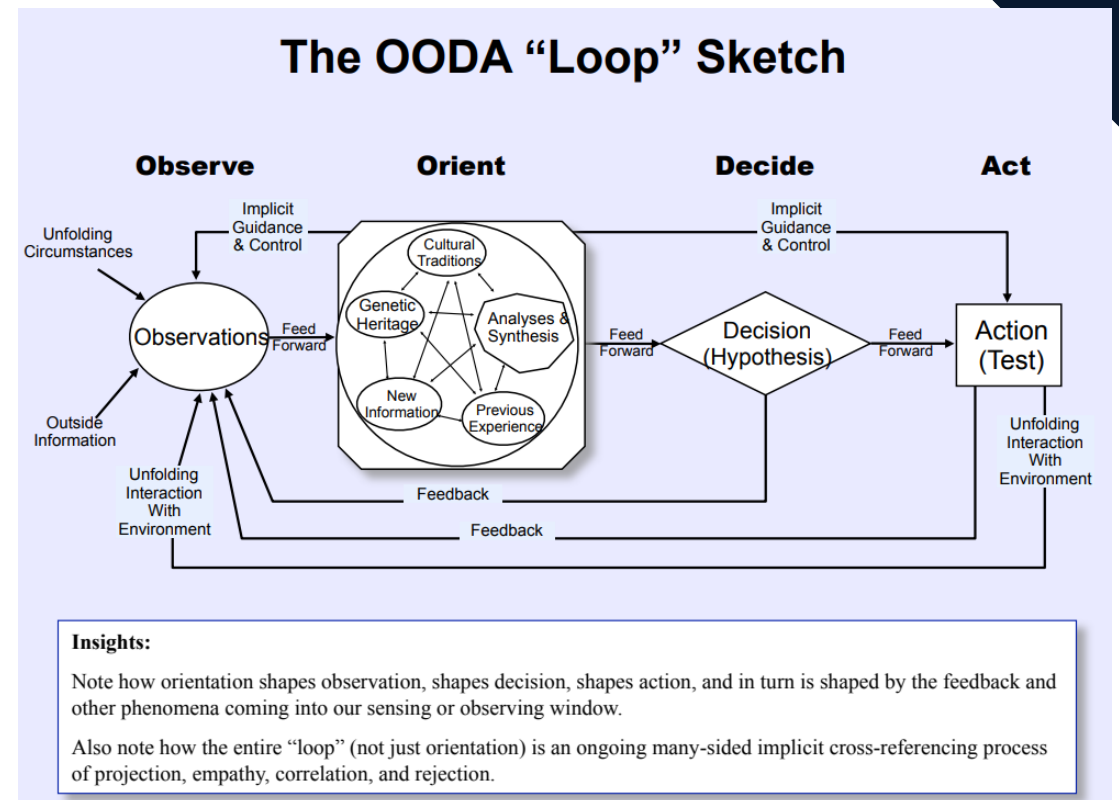 The OODA “Loop” Sketch
Observe
Orient
Decide
Act
Implicit
Guidance
& Control
Implicit
Guidance
& Control
Unfolding
Circumstances
Cultural
Traditions
Genetic
Heritage
Analyses &
Synthesis
New
Information
Previous
Experience
Observations
Feed
Forward
Feed
Forward
Decision
(Hypothesis)
Feed
Forward
Action
(Test)
Outside
Information
Unfolding
Interaction
With
Environment
Unfolding
Interaction
With
Environment
Feedback
Feedback
Insights:
Note how orientation shapes observation, shapes decision, shapes action, and in turn is shaped by the feedback and
other phenomena coming into our sensing or observing window.
Also note how the entire “loop” (not just orientation) is an ongoing many-sided implicit cross-referencing process
of projection, empathy, correlation, and rejection.